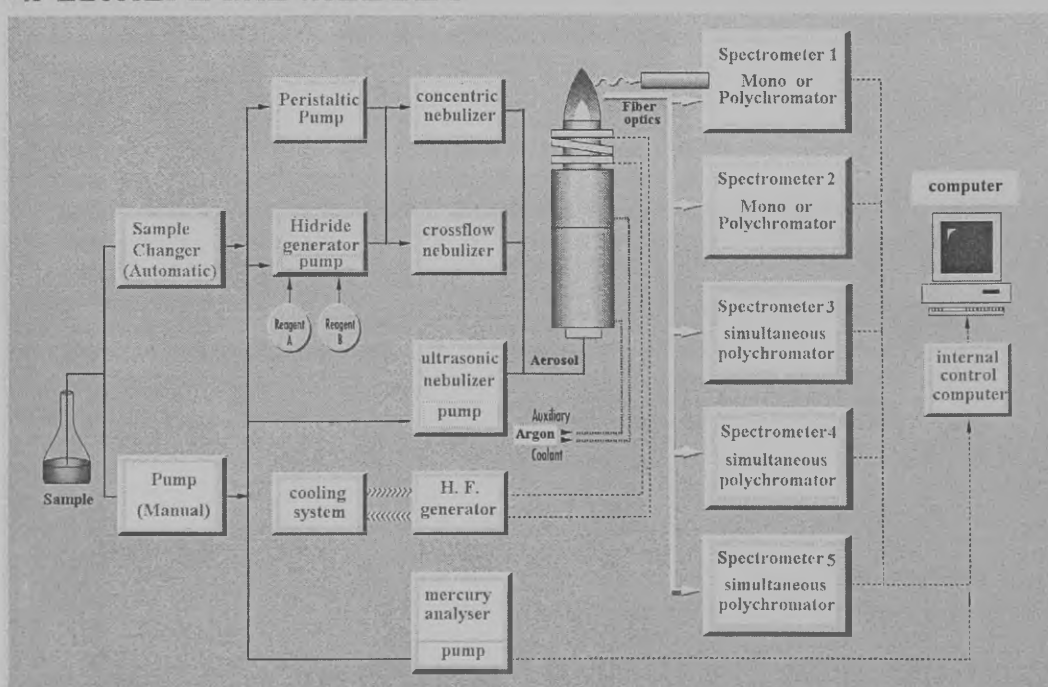 Peristaltic
Pump
concentric
nebulizer
Spectrometer 1
Mono or
Polychromator
Fiber
optics
Sample
Changer
(Automatic)
Hidride
generator
pump
crossflow
nebulizer
Spectrometer 2
Mono or
Polychromator
computer
Reagent
A
Reagent
B
Spectrometer 3
simultaneous
polychromator
ultrasonic
nebulizer
pump
Aerosol
internal
control
computer
Auxiliary
Argon
Coolant
Spectrometer 4
simultaneous
polychromator
Sample
Pump
(Manual)
cooling
system
H. F.
generator
Spectrometer 5
simultaneous
polychromator
mercury
analyser
pump